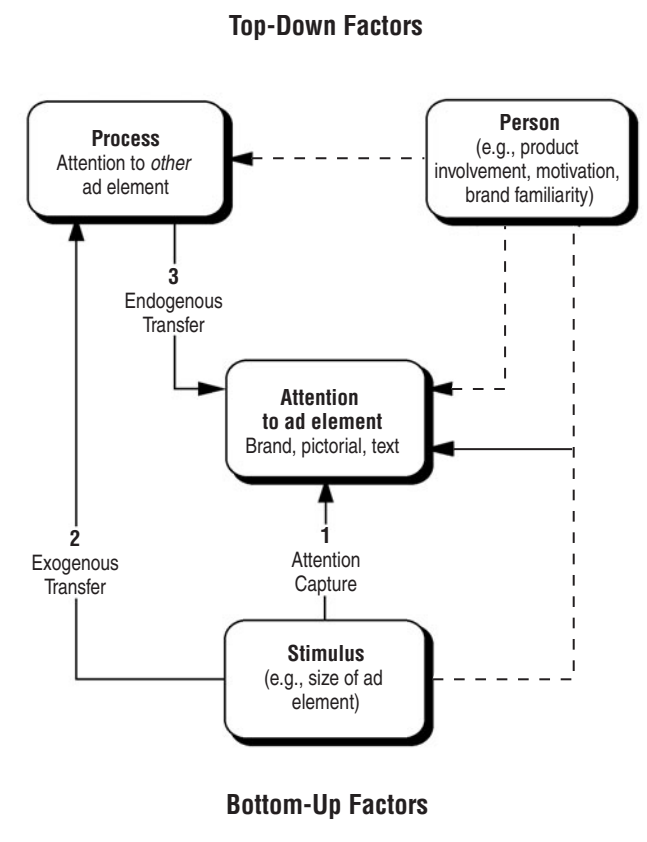 Top-Down Factors
Process
Attention to other
ad element
Person
(e.g., product
involvement, motivation,
brand familiarity)
3
Endogenous
Transfer
Attention
to ad element
Brand, pictorial, text
2
Exogenous
Transfer
1
Attention
Capture
Stimulus
(e.g., size of ad
element)
Bottom-Up Factors